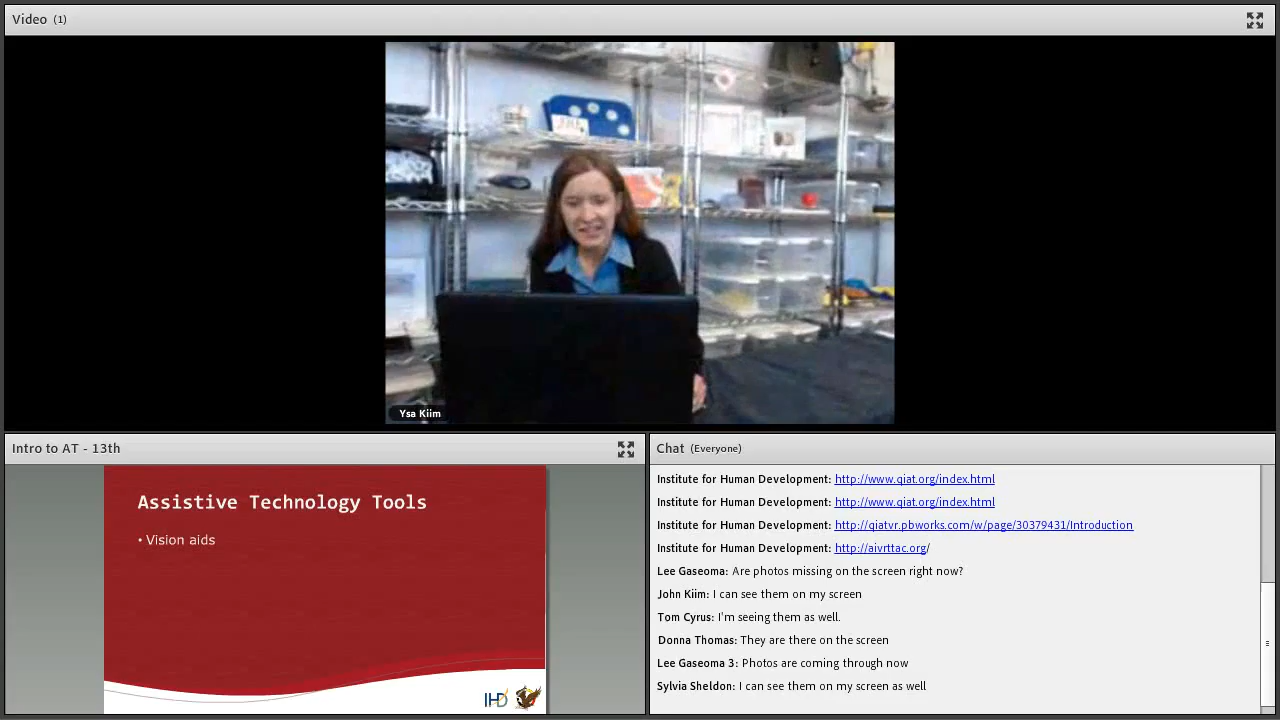 Video (1)
Ysa Kiim
Intro to AT - 13th
Assistive Technology Tools
• Vision aids
IHD
Chat (Everyone)
Institute for Human Development: http://www.qiat.org/index.html
Institute for Human Development: http://www.qiat.org/index.html
Institute for Human Development: http://qiatvr.pbworks.com/w/page/30379431/Introduction
Institute for Human Development: http://aivrttac.org/
Lee Gaseoma: Are photos missing on the screen right now?
John Kiim: I can see them on my screen
Tom Cyrus: I'm seeing them as well.
Donna Thomas: They are there on the screen
Lee Gaseoma 3: Photos are coming through now
Sylvia Sheldon: I can see them on my screen as well